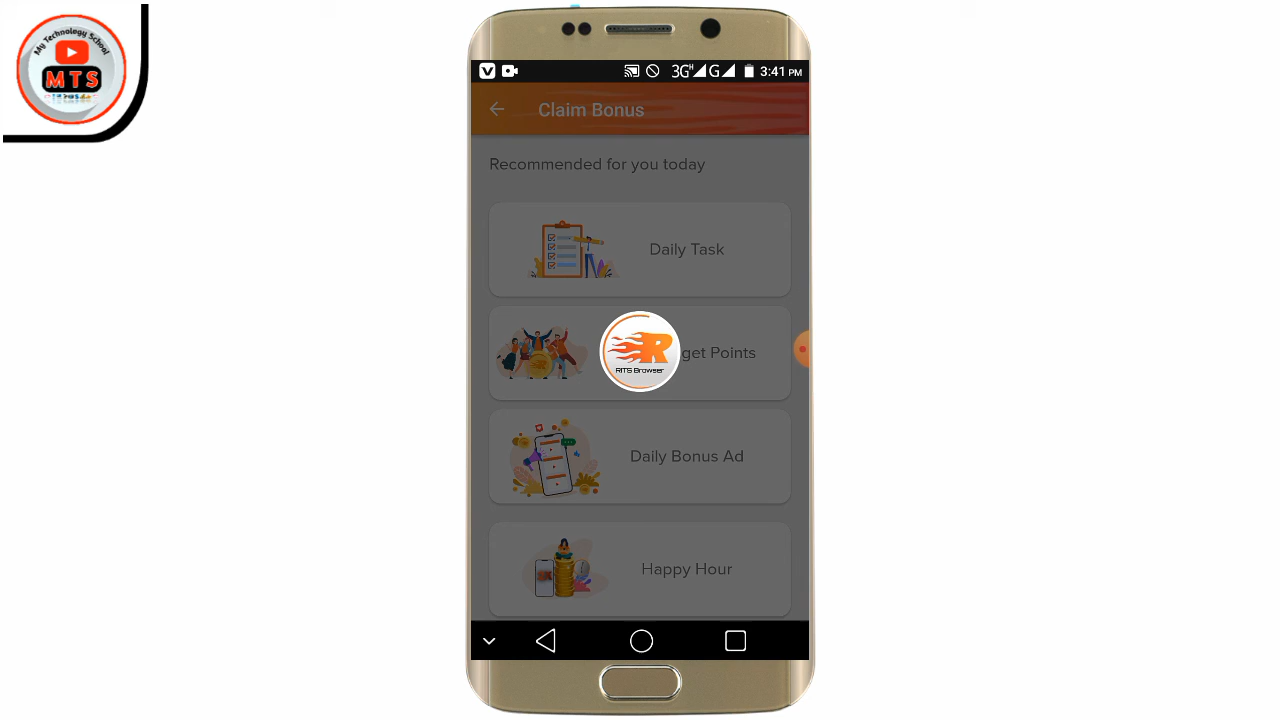 My Technology School
MTS
3G H G 3:41 PM
Claim Bonus
Recommended for you today
Daily Task
R
RITS Browser
get Points
Daily Bonus Ad
Happy Hour